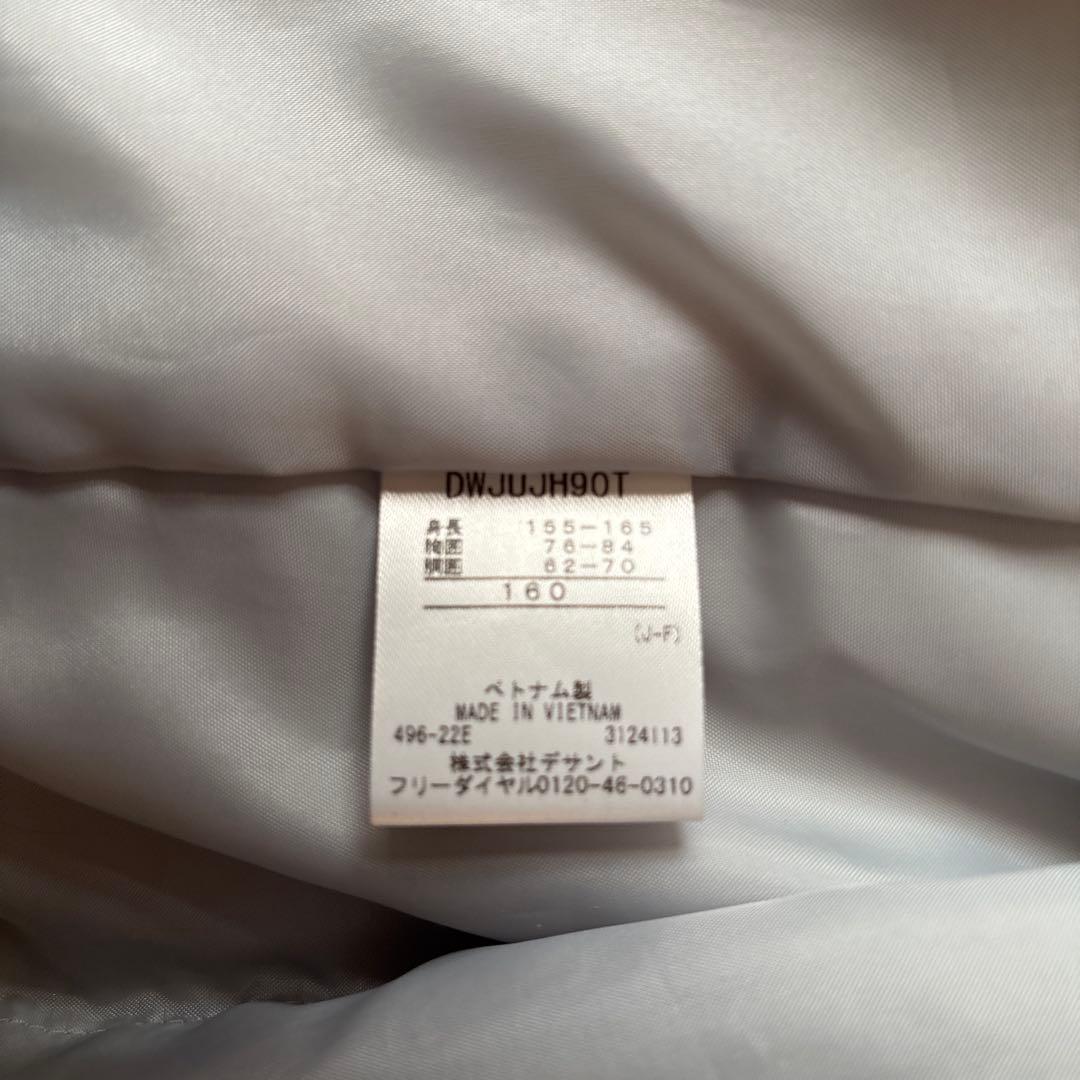 DWJUJH90T
身長 155-165
胸囲 76-84
胴囲 62-70
160
(J-F)
ベトナム製
MADE IN VIETNAM
496-22E 3124113
株式会社デサント
フリーダイヤル0120-46-0310